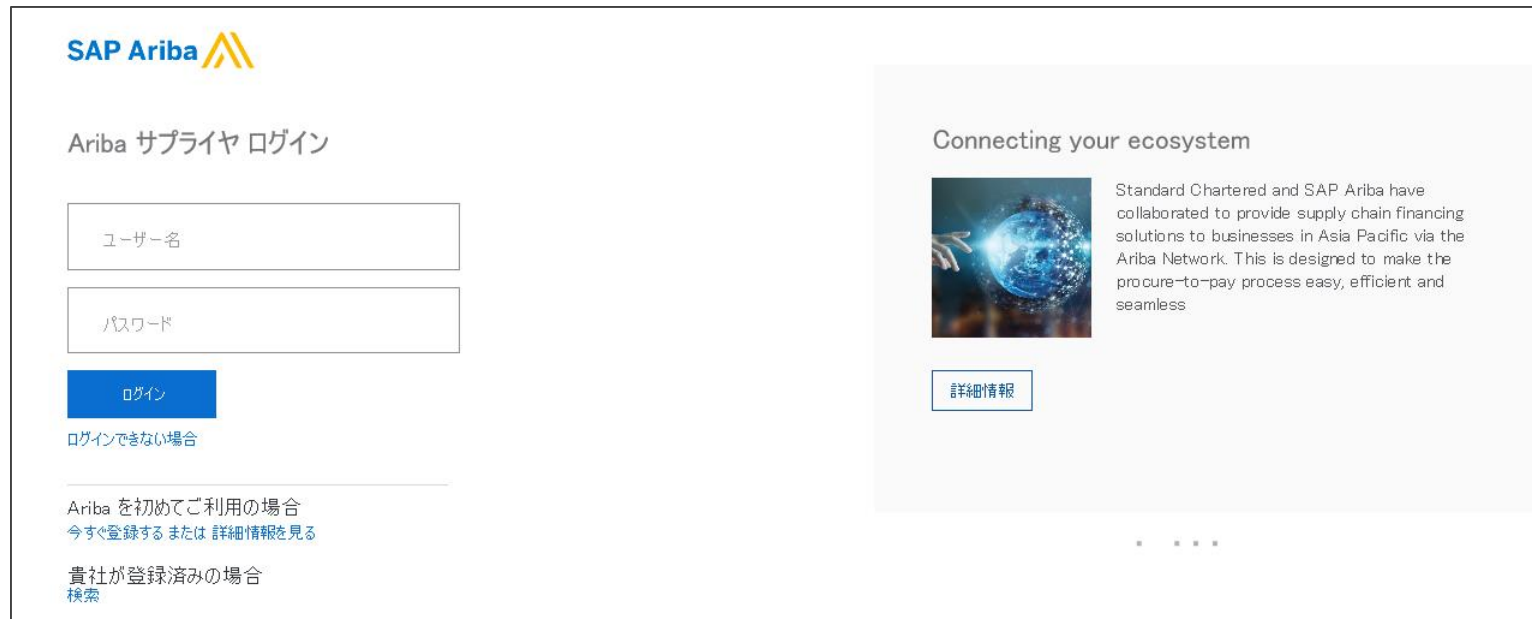 SAP Ariba
Ariba サプライヤ ログイン
ユーザー名
パスワード
ログイン
ログインできない場合
Ariba を初めてご利用の場合
今すぐ登録する または 詳細情報を見る
貴社が登録済みの場合
検索
Connecting your ecosystem
Standard Chartered and SAP Ariba have
collaborated to provide supply chain financing
solutions to businesses in Asia Pacific via the
Ariba Network. This is designed to make the
procure-to-pay process easy, efficient and
seamless
詳細情報